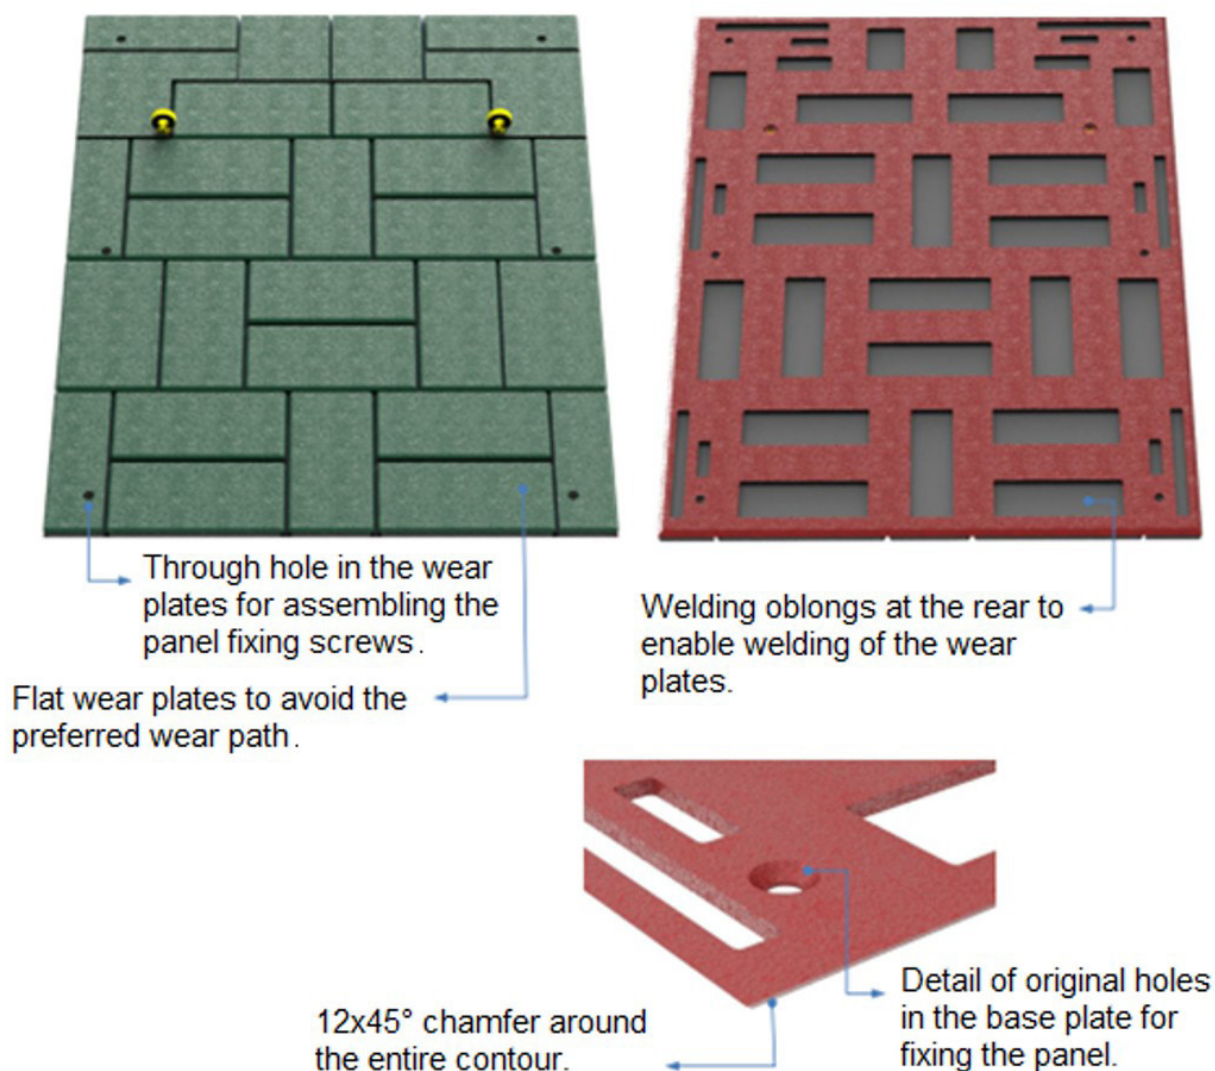 Through hole in the wear
plates for assembling the
panel fixing screws.
Flat wear plates to avoid the
preferred wear path.
Welding oblongs at the rear to
enable welding of the wear
plates.
12x45° chamfer around
the entire contour.
Detail of original holes
in the base plate for
fixing the panel.